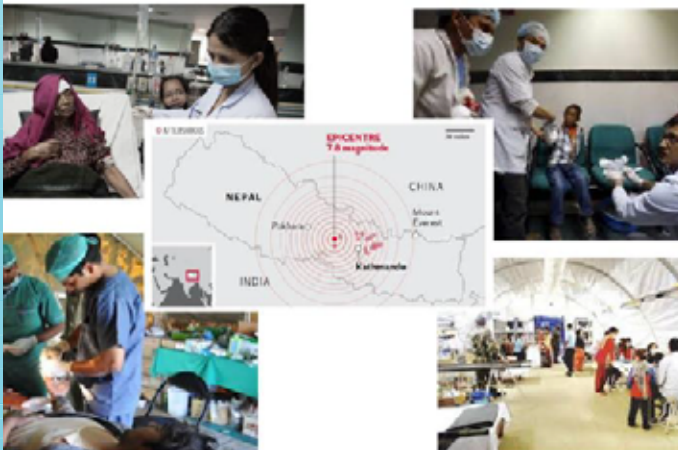 EPICENTRE
7.8 magnitude
NEPAL
CHINA
Pokhara
Mount
Everest
Kathmandu
INDIA